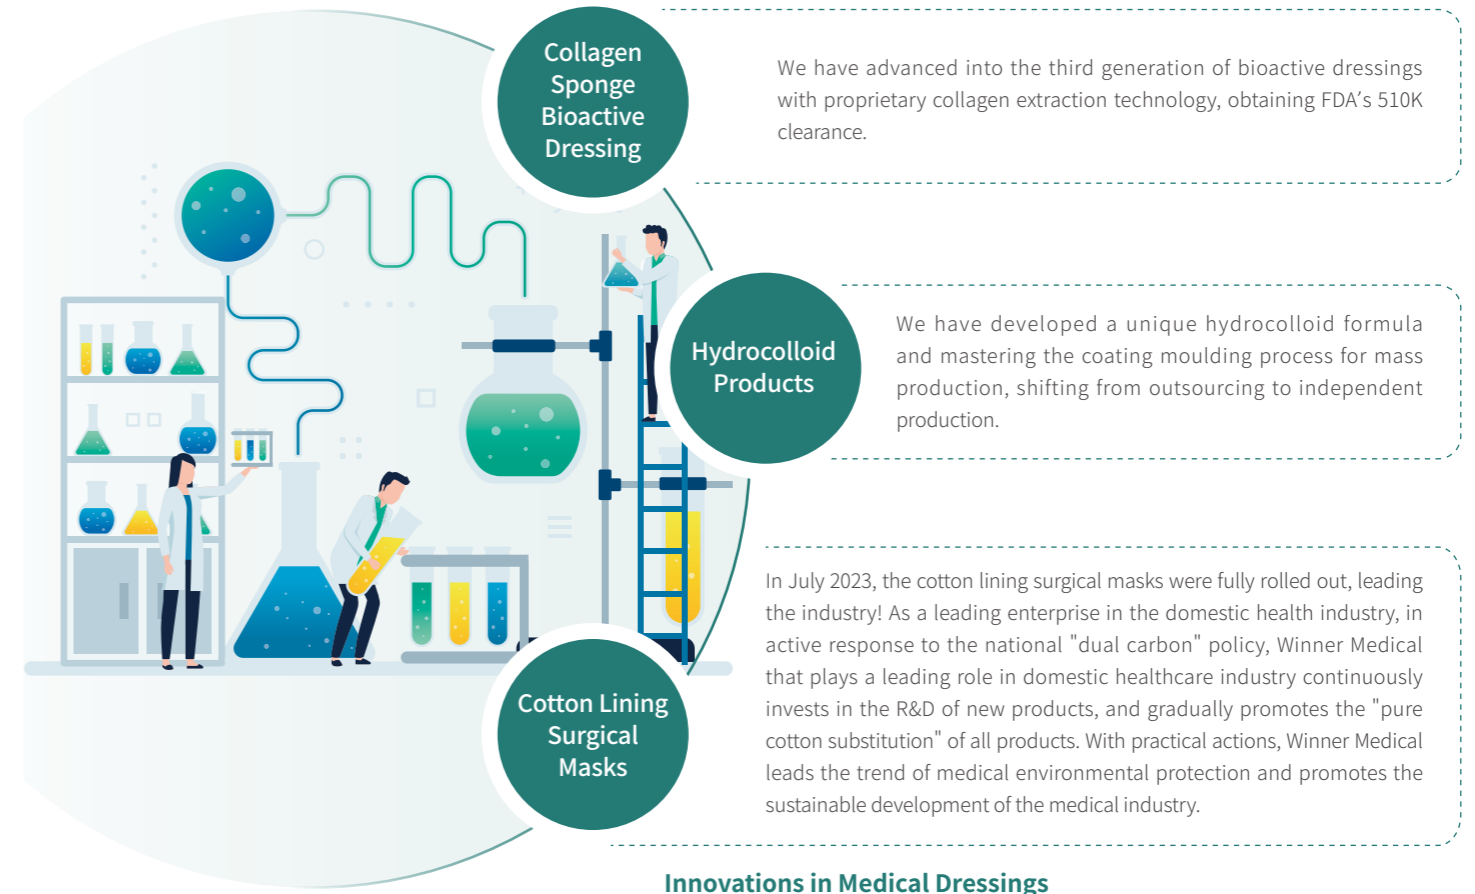 Collagen
Sponge
Bioactive
Dressing
We have advanced into the third generation of bioactive dressings
with proprietary collagen extraction technology, obtaining FDA's 510K
clearance.
Hydrocolloid
Products
We have developed a unique hydrocolloid formula
and mastering the coating moulding process for mass
production, shifting from outsourcing to independent
production.
Cotton Lining
Surgical
Masks
In July 2023, the cotton lining surgical masks were fully rolled out, leading
the industry! As a leading enterprise in the domestic health industry, in
active response to the national "dual carbon" policy, Winner Medical
that plays a leading role in domestic healthcare industry continuously
invests in the R&D of new products, and gradually promotes the "pure
cotton substitution" of all products. With practical actions, Winner Medical
leads the trend of medical environmental protection and promotes the
sustainable development of the medical industry.
Innovations in Medical Dressings